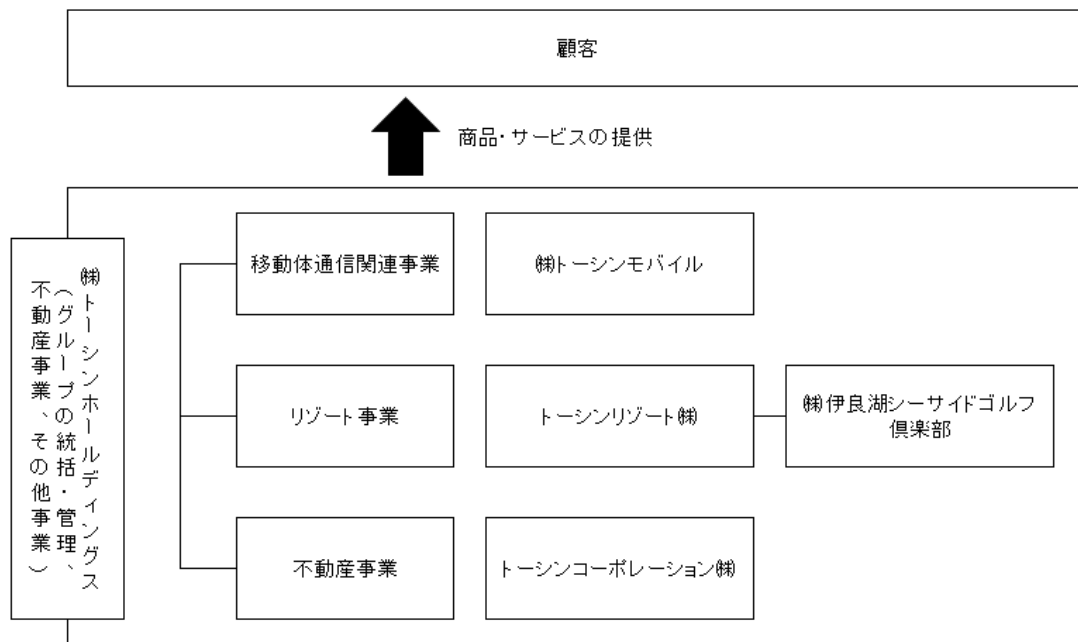 顧客
商品・サービスの提供
㈱トーシンホールディングス
(グループの統括・管理、
不動産事業、その他事業)
移動体通信関連事業
㈱トーシンモバイル
リゾート事業
トーシンリゾート㈱
㈱伊良湖シーサイドゴルフ
倶楽部
不動産事業
トーシンコーポレーション㈱